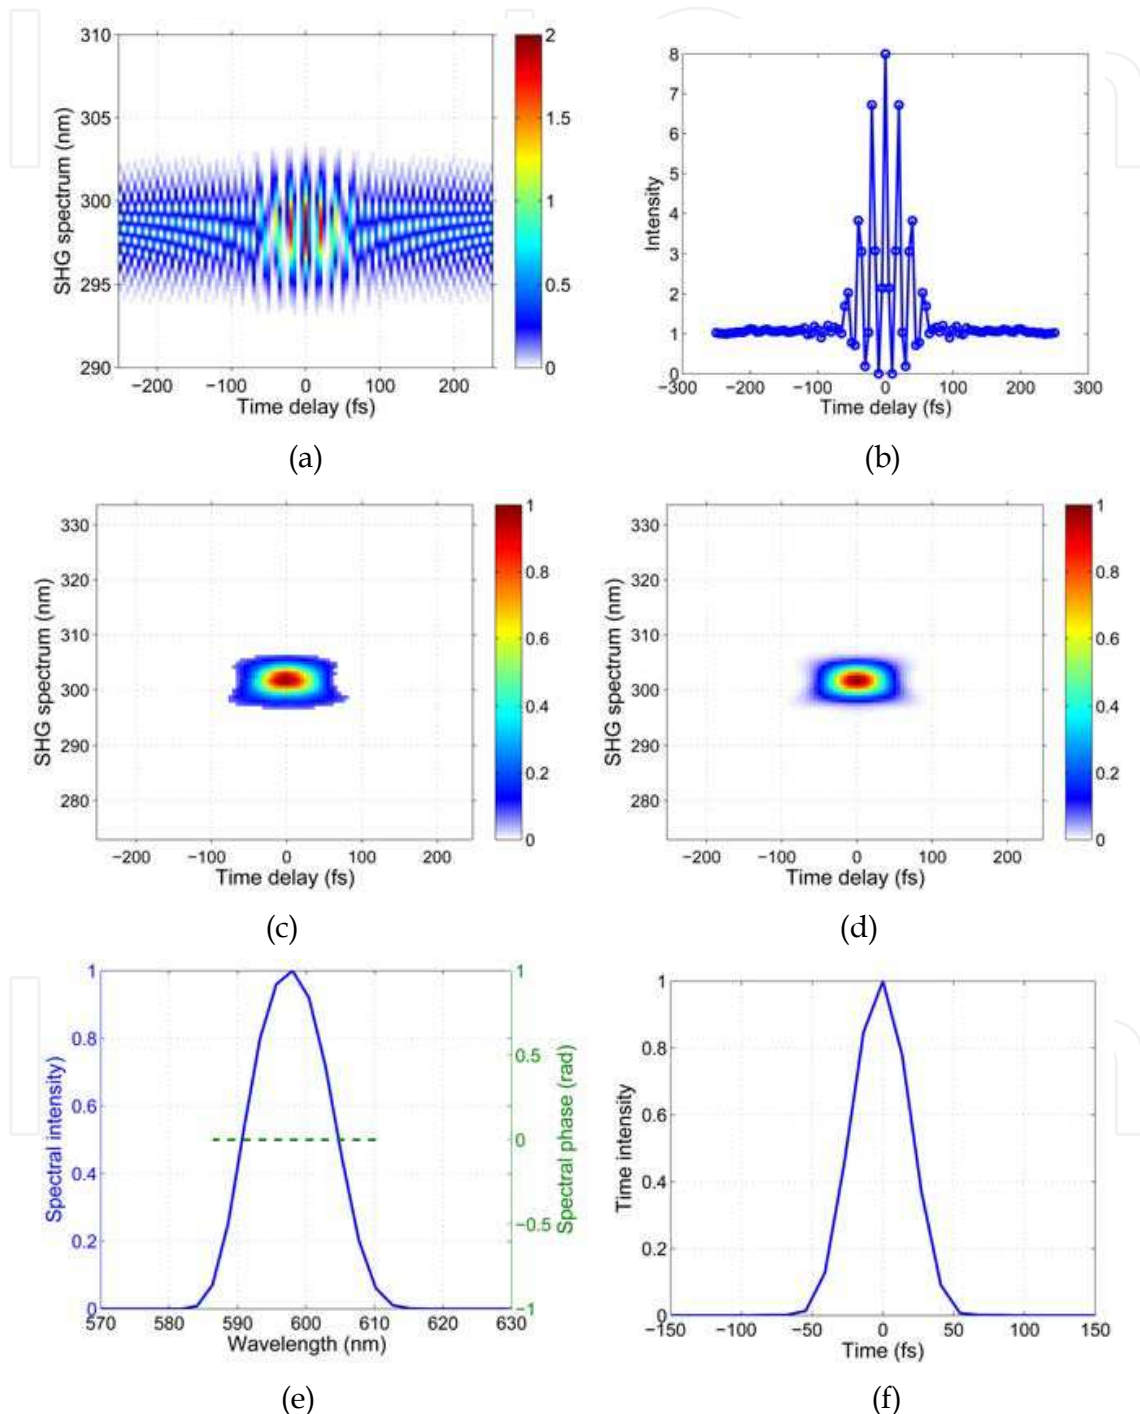 310
305
300
295
290
SHG spectrum (nm)
−200 −100 0 100 200
Time delay (fs)
2
1.5
1
0.5
0
(a)
8
7
6
5
4
3
2
1
0
Intensity
−300 −200 −100 0 100 200 300
Time delay (fs)
(b)
330
320
310
300
290
280
SHG spectrum (nm)
−200 −100 0 100 200
Time delay (fs)
1
0.8
0.6
0.4
0.2
0
(c)
330
320
310
300
290
280
SHG spectrum (nm)
−200 −100 0 100 200
Time delay (fs)
1
0.8
0.6
0.4
0.2
0
(d)
1
0.8
0.6
0.4
0.2
0
Spectral intensity)
570 580 590 600 610 620 630
Wavelength (nm)
1
0.5
0
−0.5
−1
Spectral phase (rad)
(e)
1
0.8
0.6
0.4
0.2
0
Time intensity
−150 −100 −50 0 50 100 150
Time (fs)
(f)